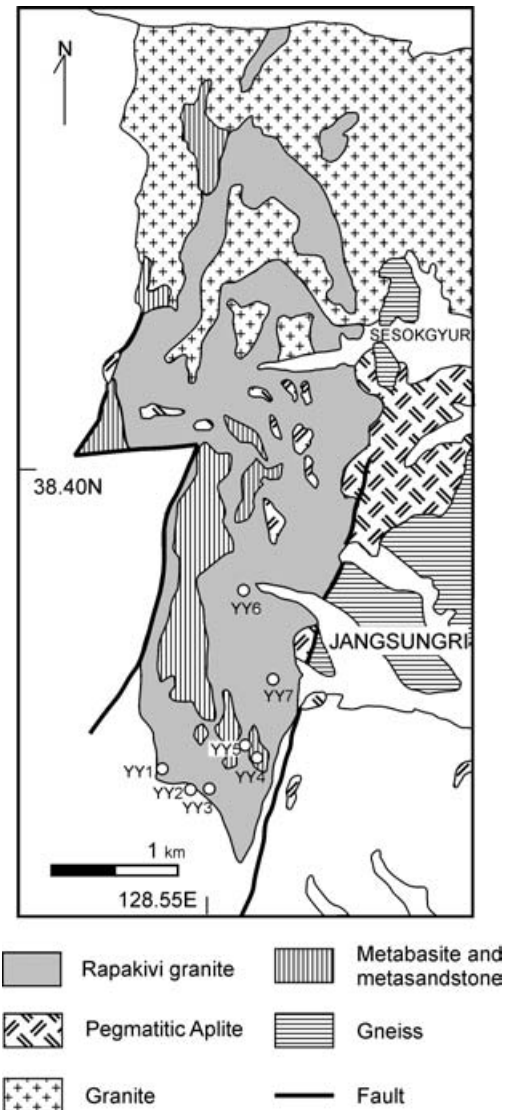 N
SESOKGYURI
38.40N
YY6
JANGSUNGRI
YY7
YY5
YY4
YY1
YY2
YY3
1 km
128.55E
Rapakivi granite
Metabasite and
metasandstone
Pegmatitic Aplite
Gneiss
Granite
Fault